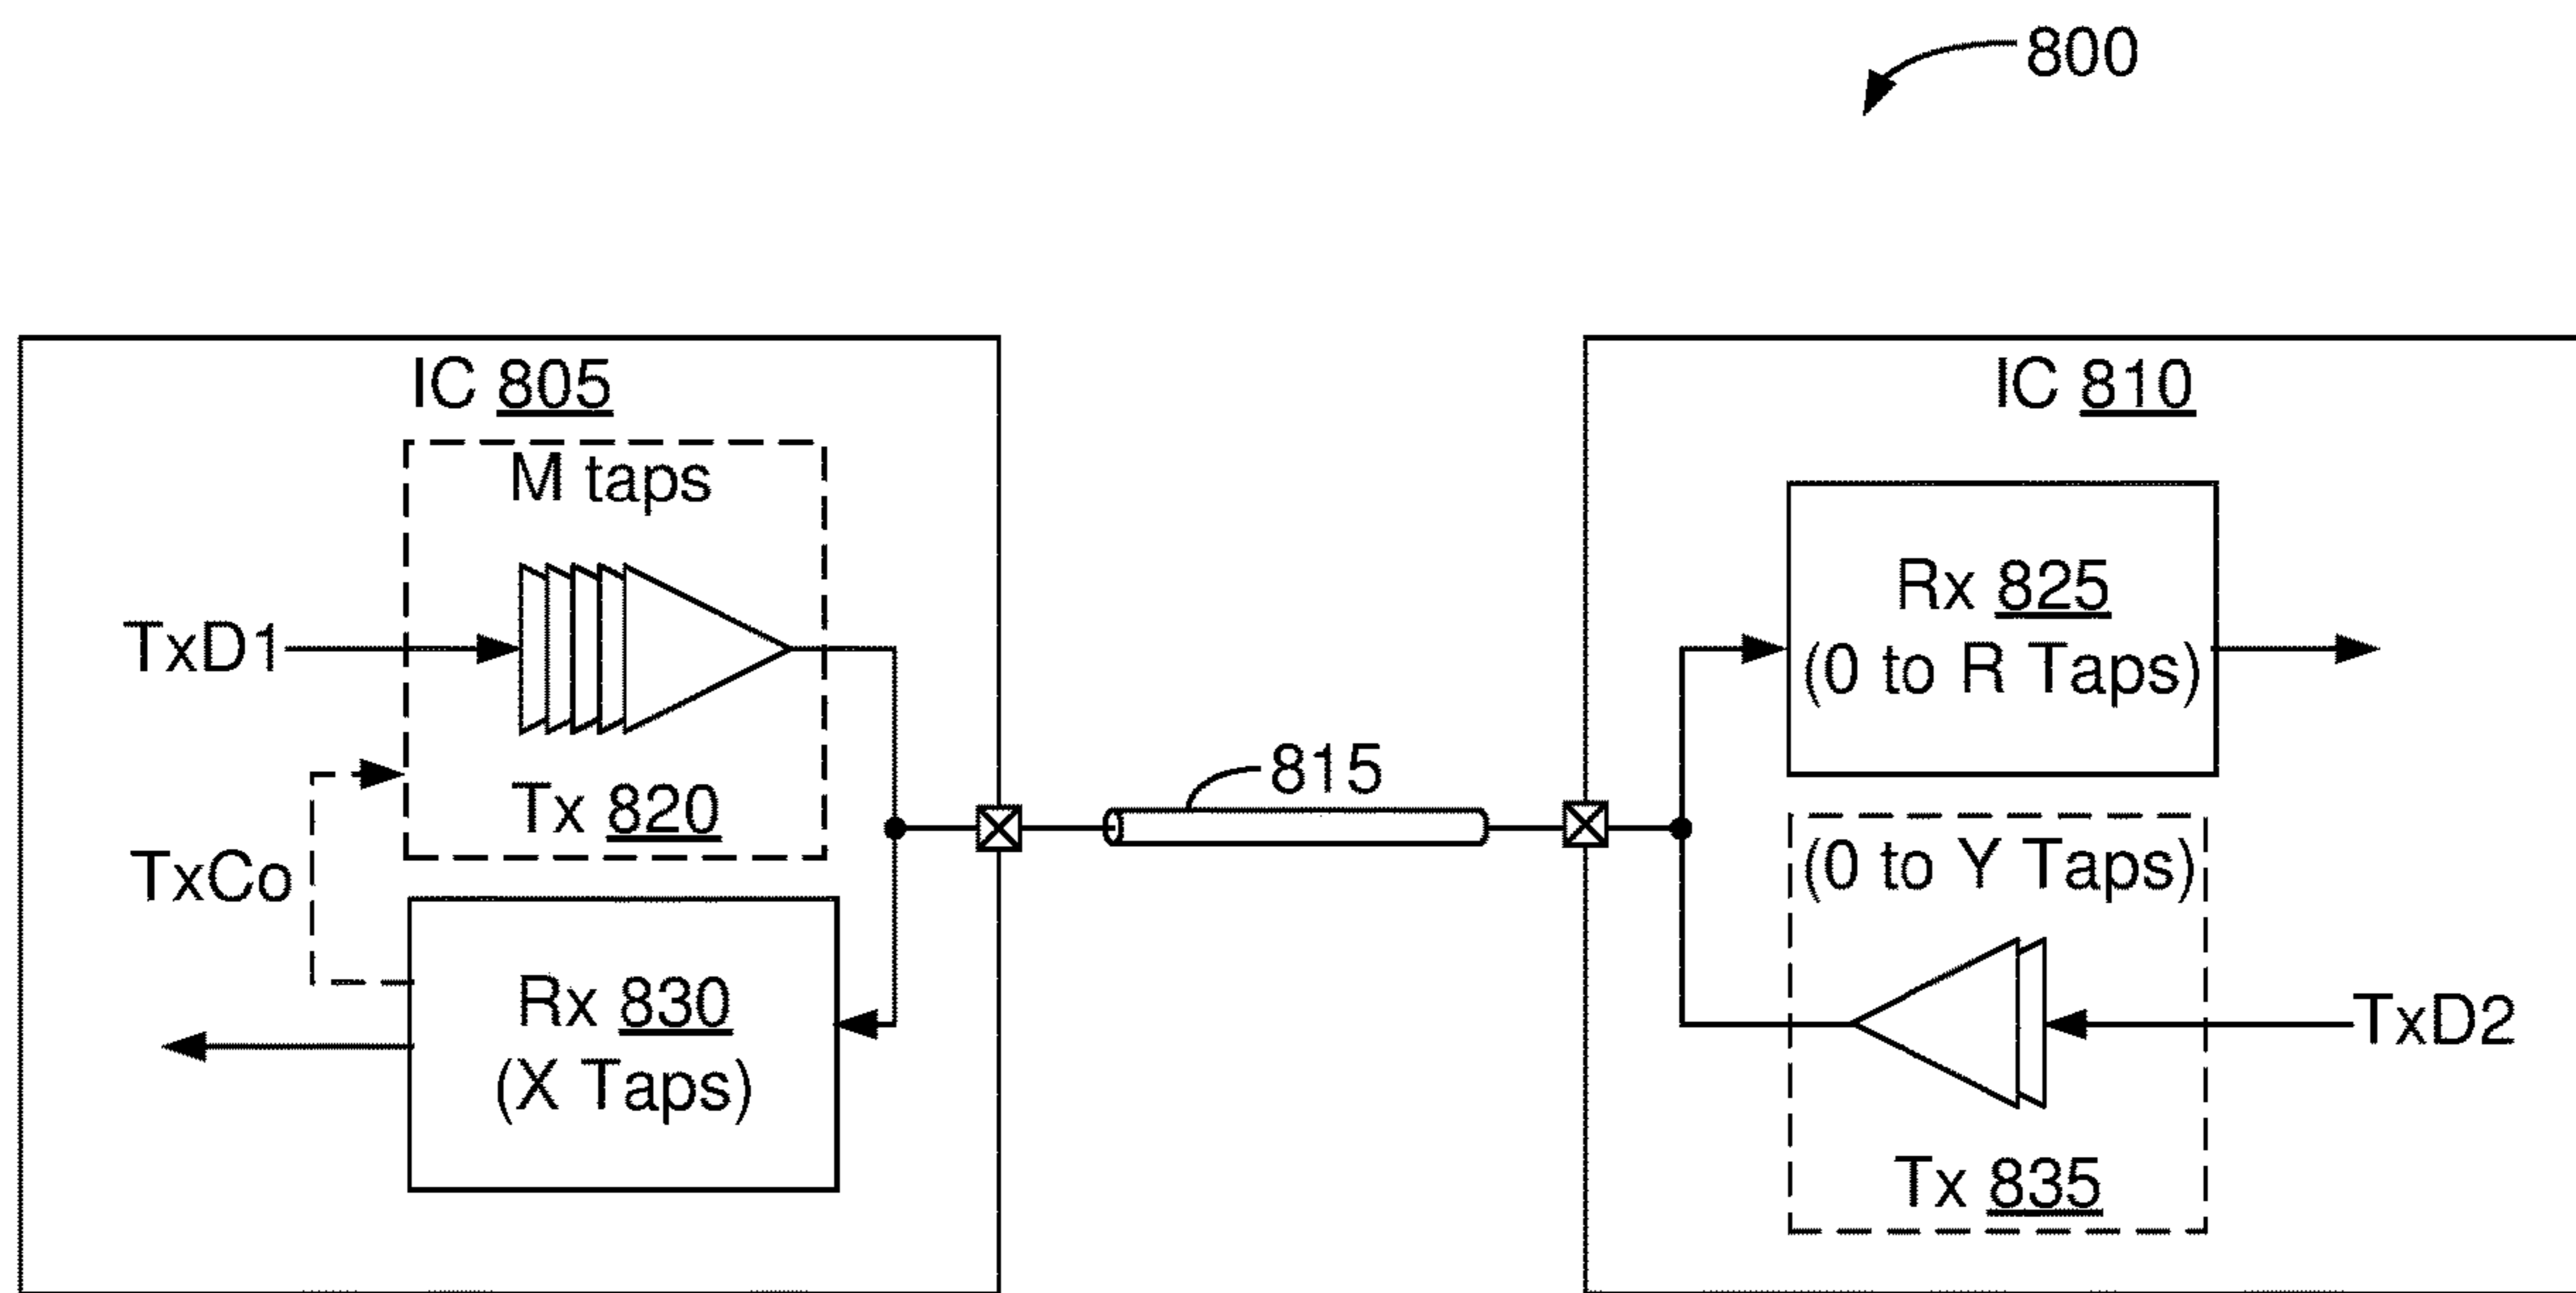 800
IC 805
M taps
TxD1
Tx 820
TxCo
Rx 830
(X Taps)
815
IC 810
Rx 825
(0 to R Taps)
(0 to Y Taps)
TxD2
Tx 835